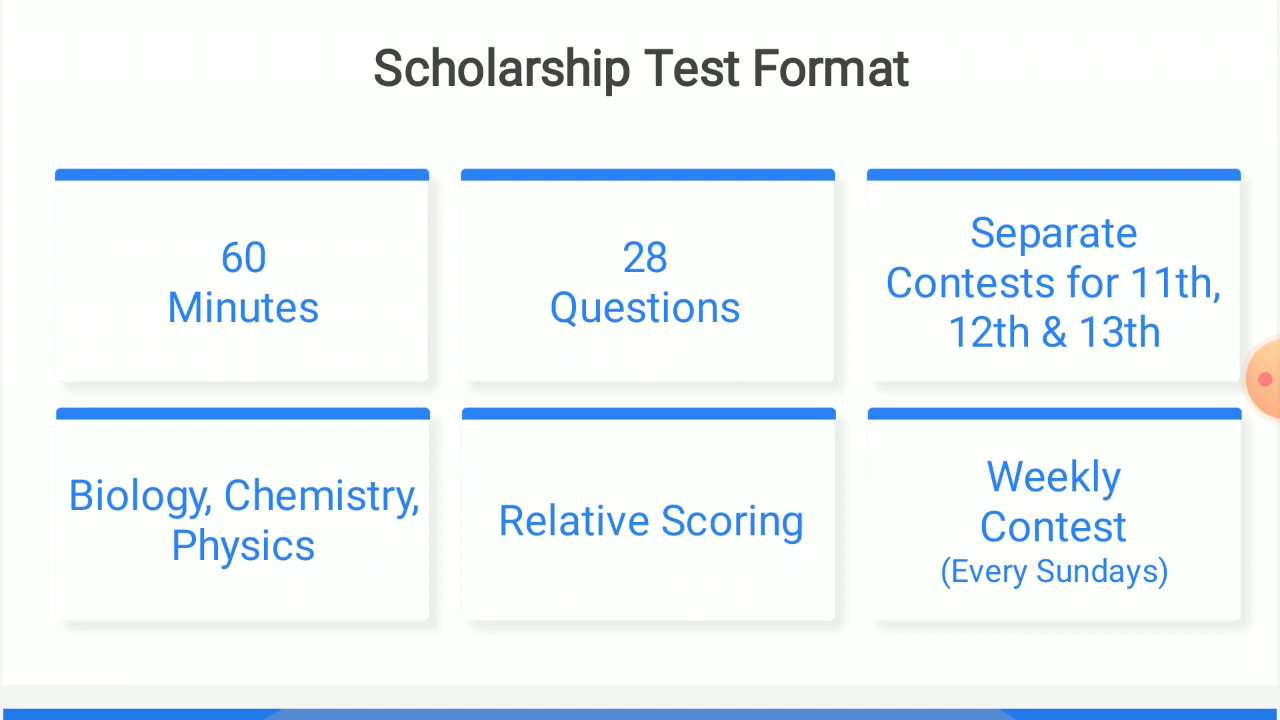 Scholarship Test Format
60
Minutes
28
Questions
Separate
Contests for 11th,
12th & 13th
Biology, Chemistry,
Physics
Relative Scoring
Weekly
Contest
(Every Sundays)